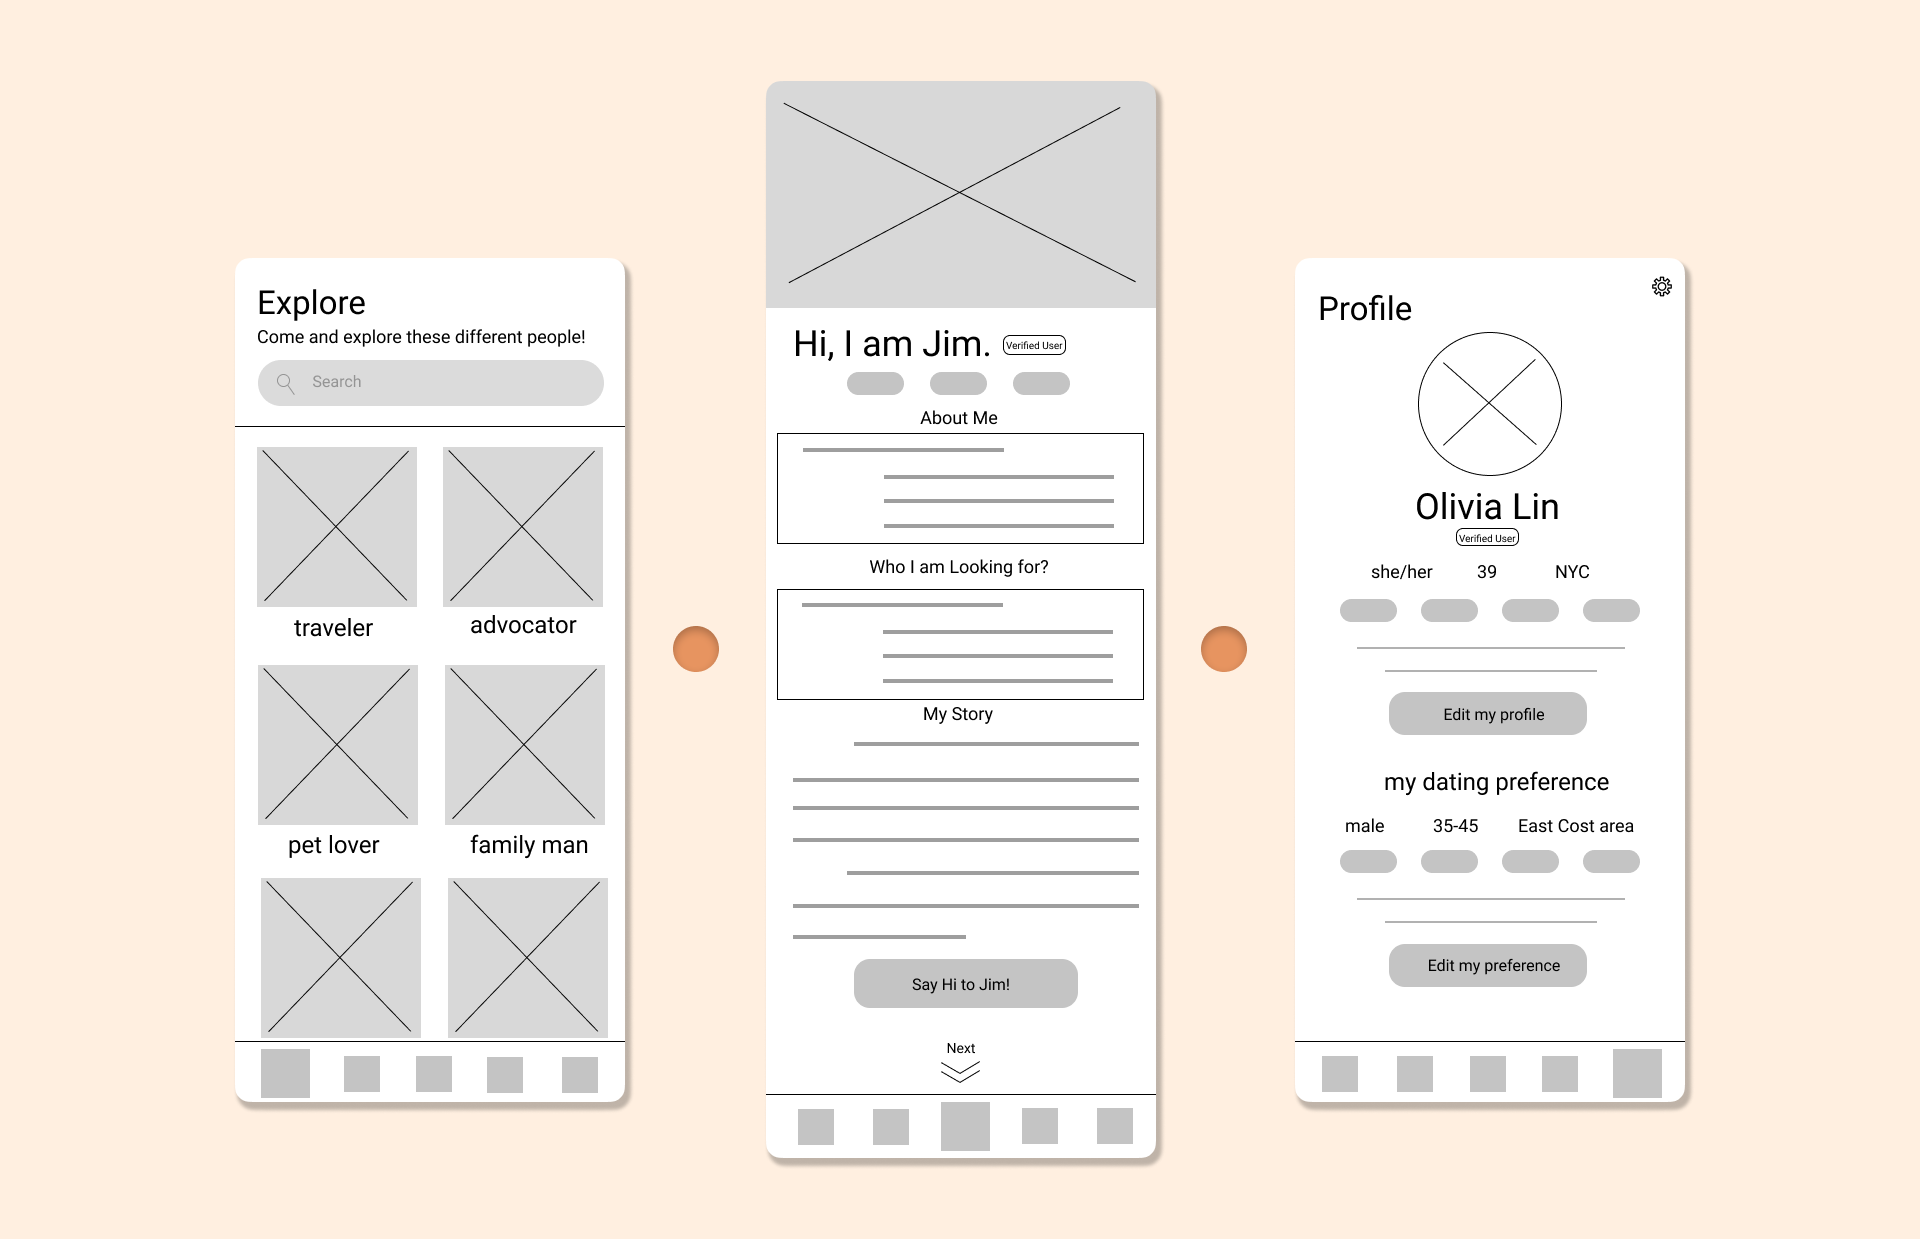 Explore
Come and explore these different people!
Search
traveler
advocator
pet lover
family man
Hi, I am Jim.
Verified User
About Me
Who I am Looking for?
My Story
Say Hi to Jim!
Next
Profile
Olivia Lin
Verified User
she/her 39 NYC
Edit my profile
my dating preference
male 35-45 East Cost area
Edit my preference